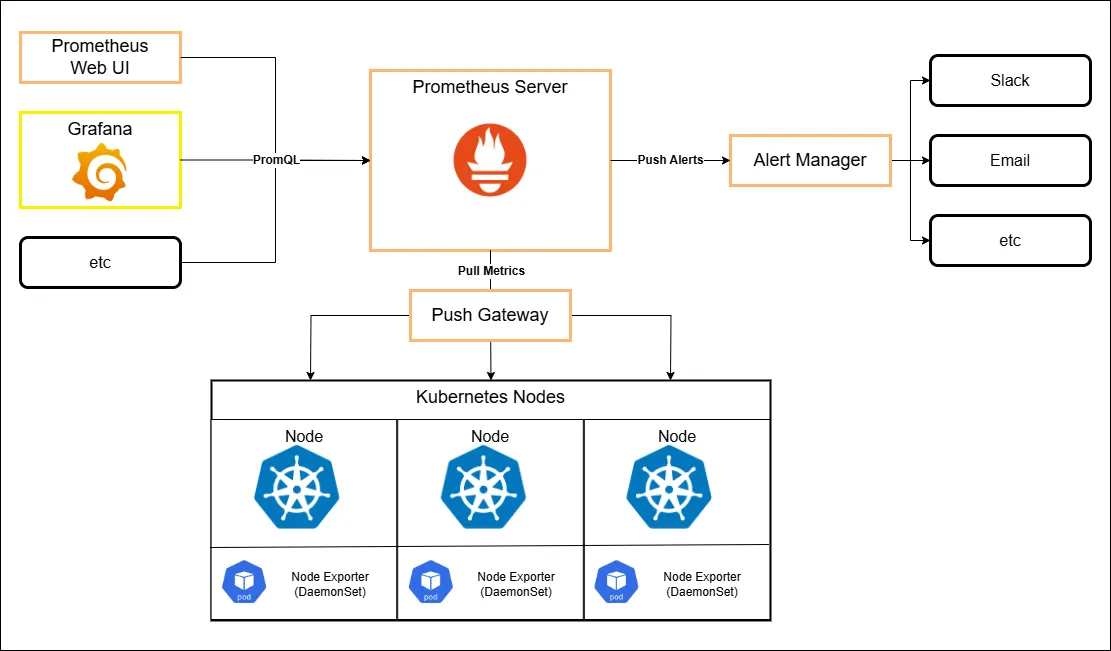 Prometheus
Web UI
Grafana
etc
PromQL
Prometheus Server
Push Alerts
Alert Manager
Slack
Email
etc
Pull Metrics
Push Gateway
Kubernetes Nodes
Node
Node
Node
pod
Node Exporter
(DaemonSet)
pod
Node Exporter
(DaemonSet)
pod
Node Exporter
(DaemonSet)